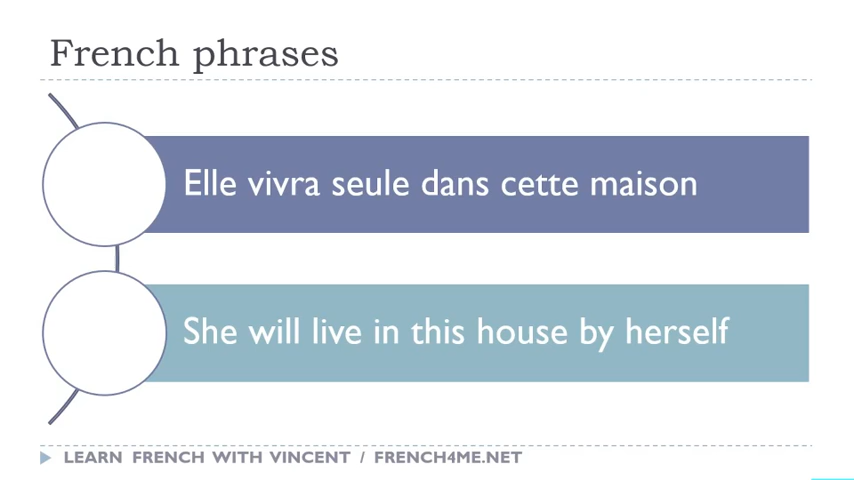 French phrases
Elle vivra seule dans cette maison
She will live in this house by herself
LEARN FRENCH WITH VINCENT / FRENCH4ME.NET